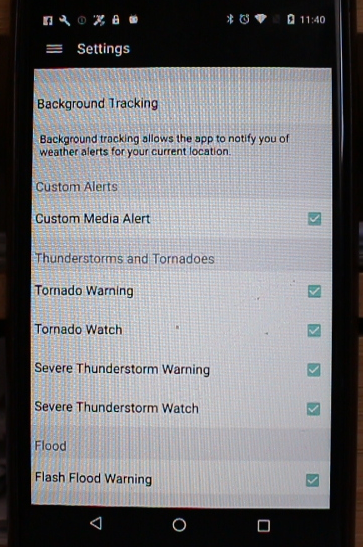 11:40
Settings
Background Tracking
Background tracking allows the app to notify you of
weather alerts for your current location.
Custom Alerts
Custom Media Alert
Thunderstorms and Tornadoes
Tornado Warning
Tornado Watch
Severe Thunderstorm Warning
Severe Thunderstorm Watch
Flood
Flash Flood Warning